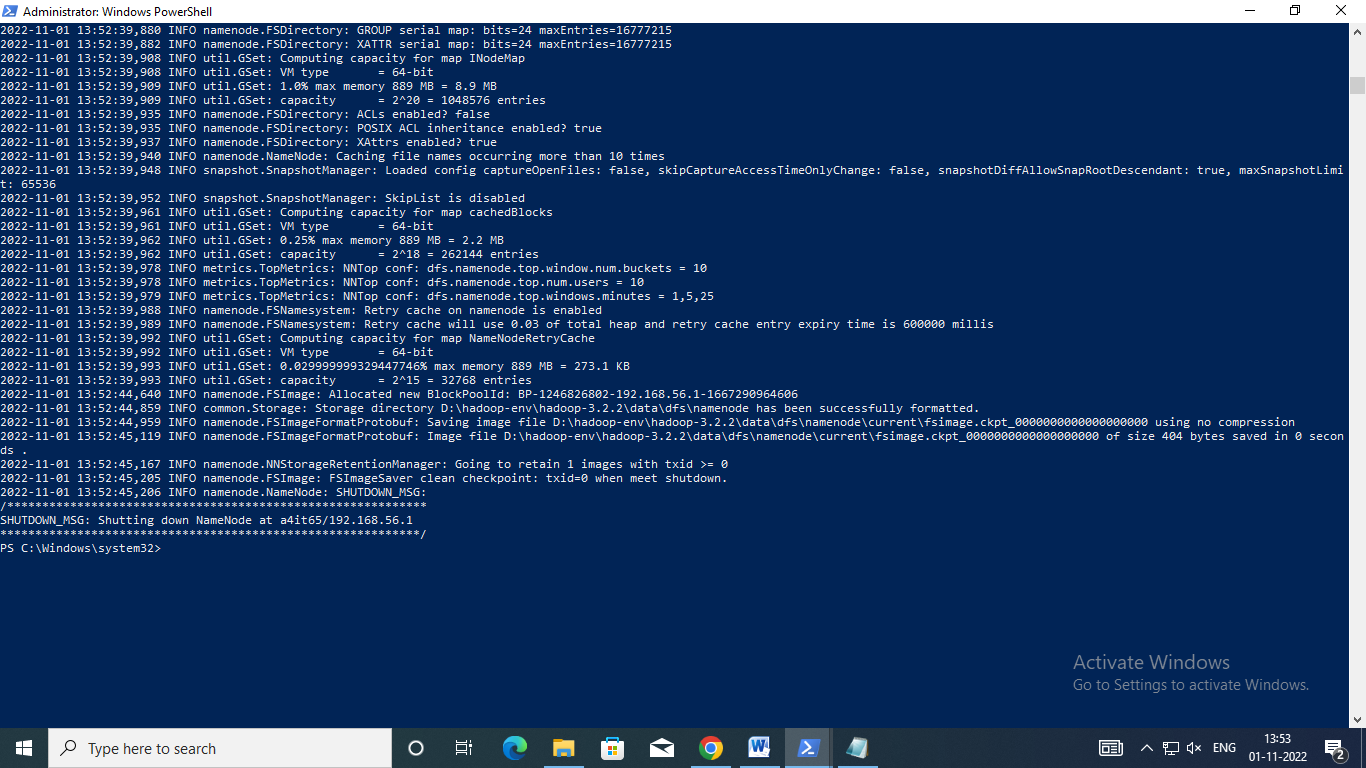 Administrator: Windows PowerShell
2022-11-01 13:52:39,880 INFO namenode.FSDirectory: GROUP serial map: bits=24 maxEntries=16777215
2022-11-01 13:52:39,882 INFO namenode.FSDirectory: XATTR serial map: bits=24 maxEntries=16777215
2022-11-01 13:52:39,908 INFO util.GSet: Computing capacity for map INodeMap
2022-11-01 13:52:39,908 INFO util.GSet: VM type       = 64-bit
2022-11-01 13:52:39,909 INFO util.GSet: 1.0% max memory 889 MB = 8.9 MB
2022-11-01 13:52:39,909 INFO util.GSet: capacity      = 2^20 = 1048576 entries
2022-11-01 13:52:39,935 INFO namenode.FSDirectory: ACLs enabled? false
2022-11-01 13:52:39,935 INFO namenode.FSDirectory: POSIX ACL inheritance enabled? true
2022-11-01 13:52:39,937 INFO namenode.FSDirectory: XAttrs enabled? true
2022-11-01 13:52:39,940 INFO namenode.NameNode: Caching file names occurring more than 10 times
2022-11-01 13:52:39,948 INFO snapshot.SnapshotManager: Loaded config captureOpenFiles: false, skipCaptureAccessTimeOnlyChange: false, snapshotDiffAllowSnapRootDescendant: true, maxSnapshotLimi
t: 65536
2022-11-01 13:52:39,952 INFO snapshot.SnapshotManager: SkipList is disabled
2022-11-01 13:52:39,961 INFO util.GSet: Computing capacity for map cachedBlocks
2022-11-01 13:52:39,961 INFO util.GSet: VM type       = 64-bit
2022-11-01 13:52:39,962 INFO util.GSet: 0.25% max memory 889 MB = 2.2 MB
2022-11-01 13:52:39,962 INFO util.GSet: capacity      = 2^18 = 262144 entries
2022-11-01 13:52:39,978 INFO metrics.TopMetrics: NNTop conf: dfs.namenode.top.window.num.buckets = 10
2022-11-01 13:52:39,978 INFO metrics.TopMetrics: NNTop conf: dfs.namenode.top.num.users = 10
2022-11-01 13:52:39,979 INFO metrics.TopMetrics: NNTop conf: dfs.namenode.top.windows.minutes = 1,5,25
2022-11-01 13:52:39,988 INFO namenode.FSNamesystem: Retry cache on namenode is enabled
2022-11-01 13:52:39,989 INFO namenode.FSNamesystem: Retry cache will use 0.03 of total heap and retry cache entry expiry time is 600000 millis
2022-11-01 13:52:39,992 INFO util.GSet: Computing capacity for map NameNodeRetryCache
2022-11-01 13:52:39,992 INFO util.GSet: VM type       = 64-bit
2022-11-01 13:52:39,993 INFO util.GSet: 0.029999999329447746% max memory 889 MB = 273.1 KB
2022-11-01 13:52:39,993 INFO util.GSet: capacity      = 2^15 = 32768 entries
2022-11-01 13:52:44,640 INFO namenode.FSImage: Allocated new BlockPoolId: BP-1246826802-192.168.56.1-1667290964606
2022-11-01 13:52:44,859 INFO common.Storage: Storage directory D:\hadoop-env\hadoop-3.2.2\data\dfs\namenode has been successfully formatted.
2022-11-01 13:52:44,959 INFO namenode.FSImageFormatProtobuf: Saving image file D:\hadoop-env\hadoop-3.2.2\data\dfs\namenode\current\fsimage.ckpt_0000000000000000000 using no compression
2022-11-01 13:52:45,119 INFO namenode.FSImageFormatProtobuf: Image file D:\hadoop-env\hadoop-3.2.2\data\dfs\namenode\current\fsimage.ckpt_0000000000000000000 of size 404 bytes saved in 0 secon
ds .
2022-11-01 13:52:45,167 INFO namenode.NNStorageRetentionManager: Going to retain 1 images with txid >= 0
2022-11-01 13:52:45,205 INFO namenode.FSImage: FSImageSaver clean checkpoint: txid=0 when meet shutdown.
2022-11-01 13:52:45,206 INFO namenode.NameNode: SHUTDOWN_MSG:
/************************************************************
SHUTDOWN_MSG: Shutting down NameNode at a4it65/192.168.56.1
************************************************************/
PS C:\Windows\system32>
Activate Windows
Go to Settings to activate Windows.
Type here to search
ENG
13:53
01-11-2022
2